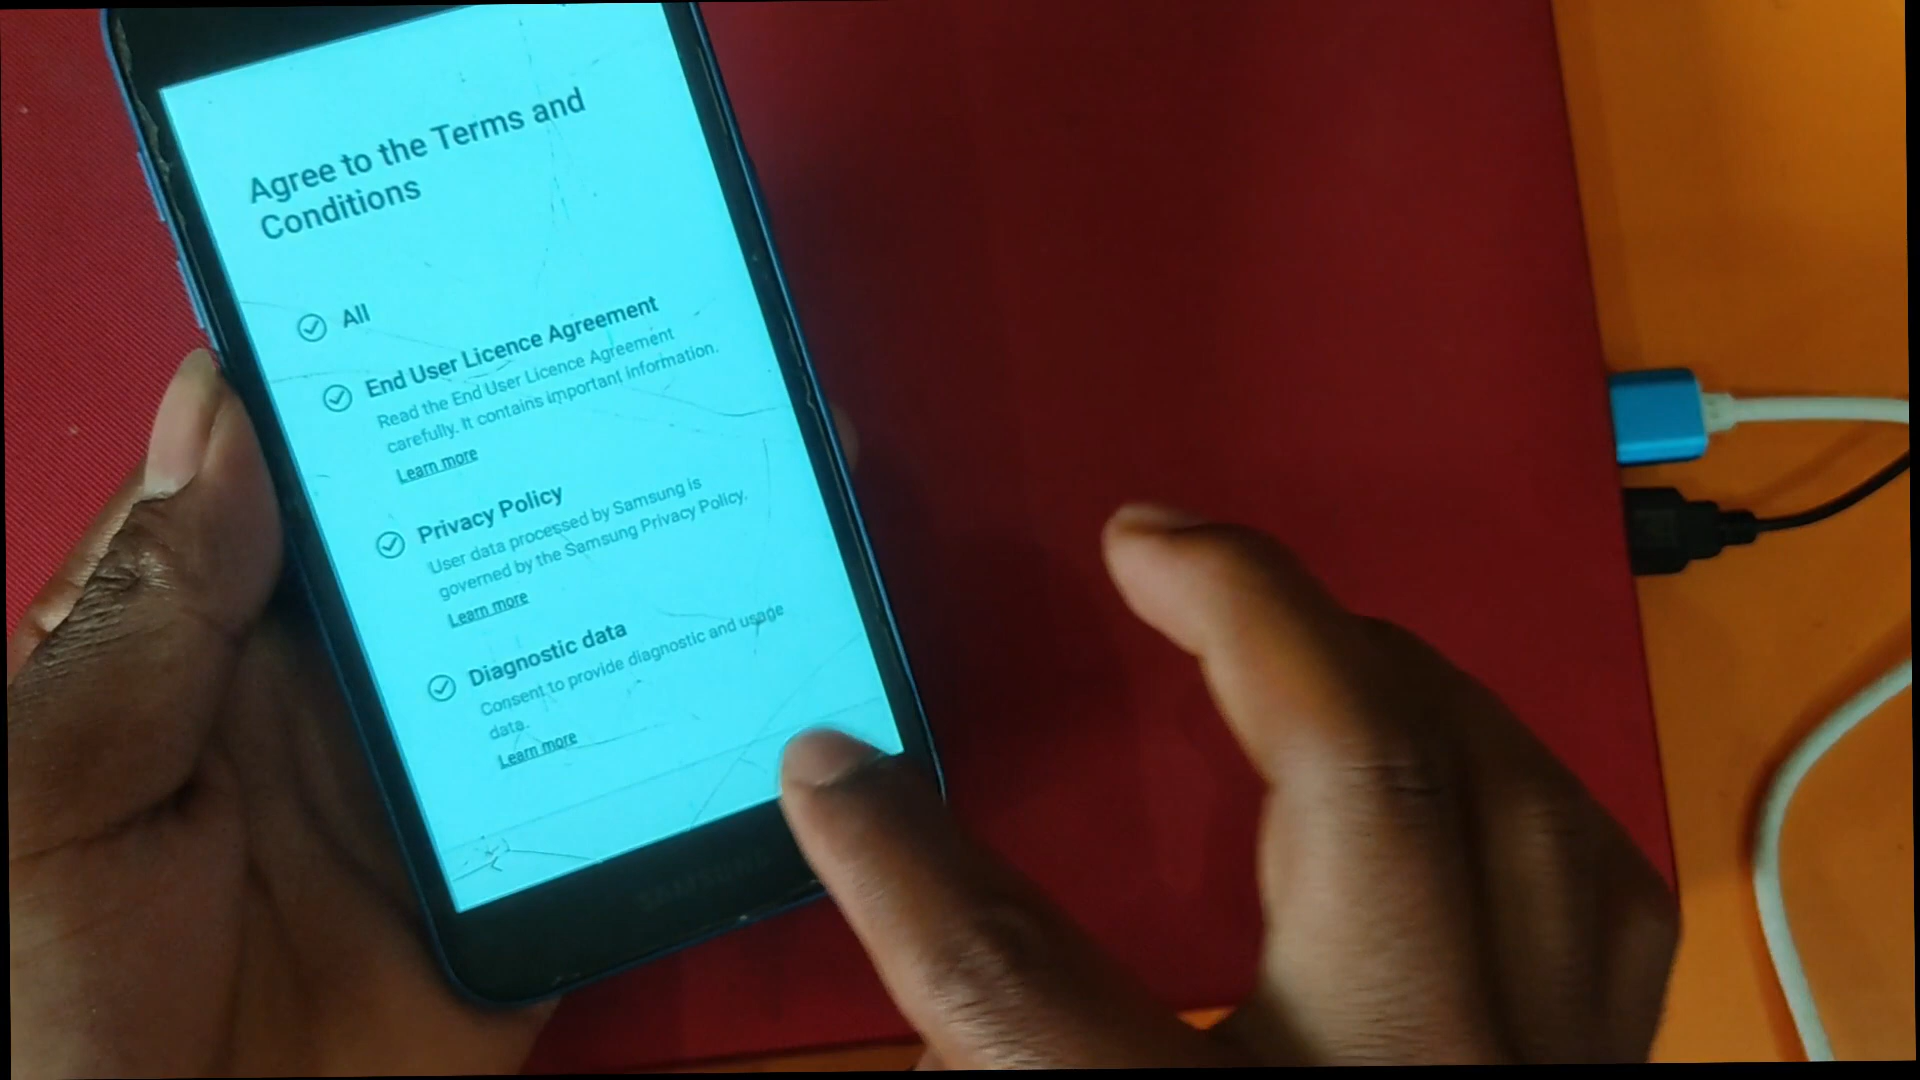 Agree to the Terms and
Conditions
All
End User Licence Agreement
Read the End User Licence Agreement
carefully. It contains important information.
Learn more
Privacy Policy
User data processed by Samsung is
governed by the Samsung Privacy Policy.
Learn more
Diagnostic data
Consent to provide diagnostic and usage
data.
Learn more
SAMSUNG